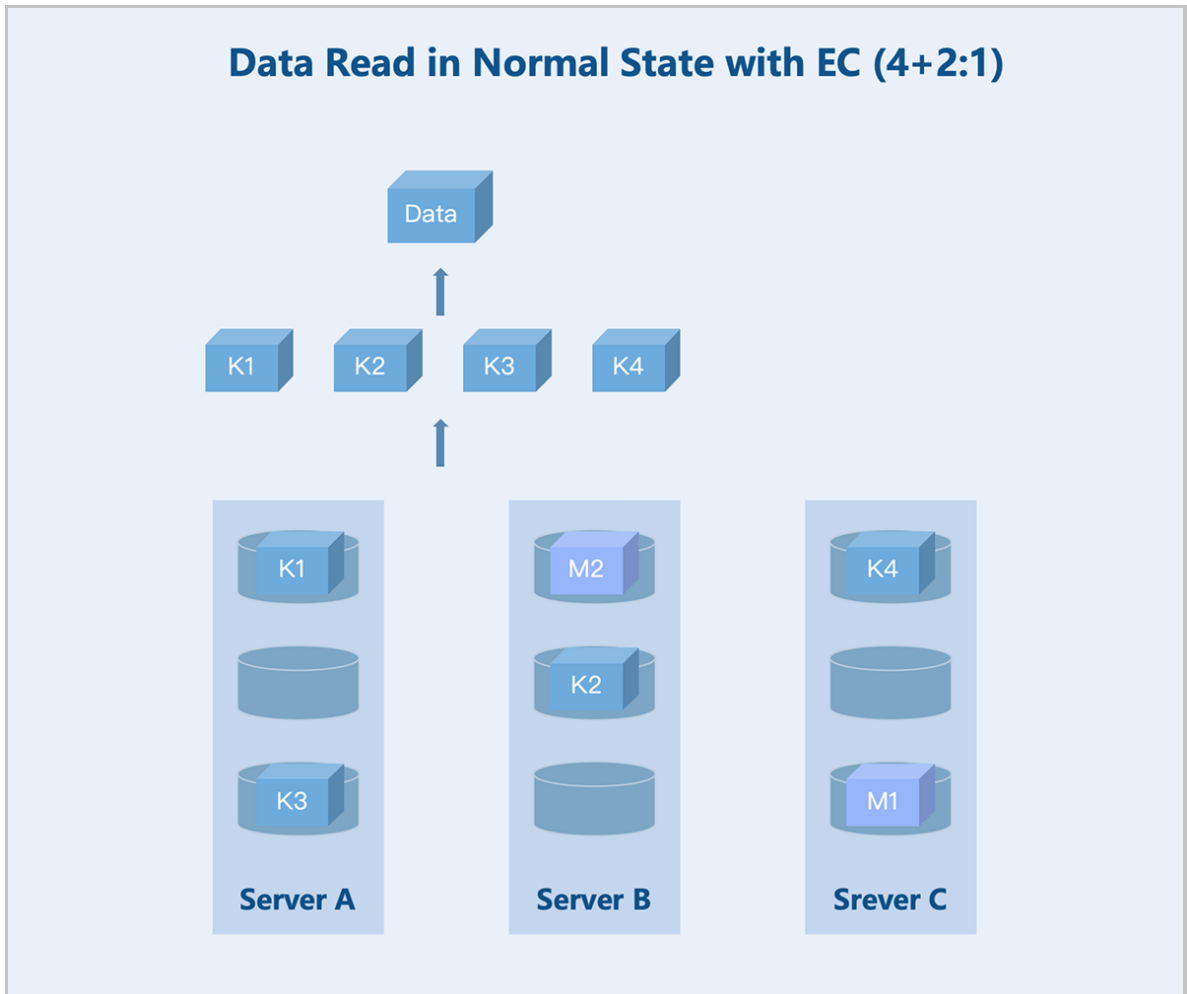 Data Read in Normal State with EC (4+2:1)
Data
K1 K2 K3 K4
K1 M2 K4
K2
K3 M1
Server A Server B Srever C